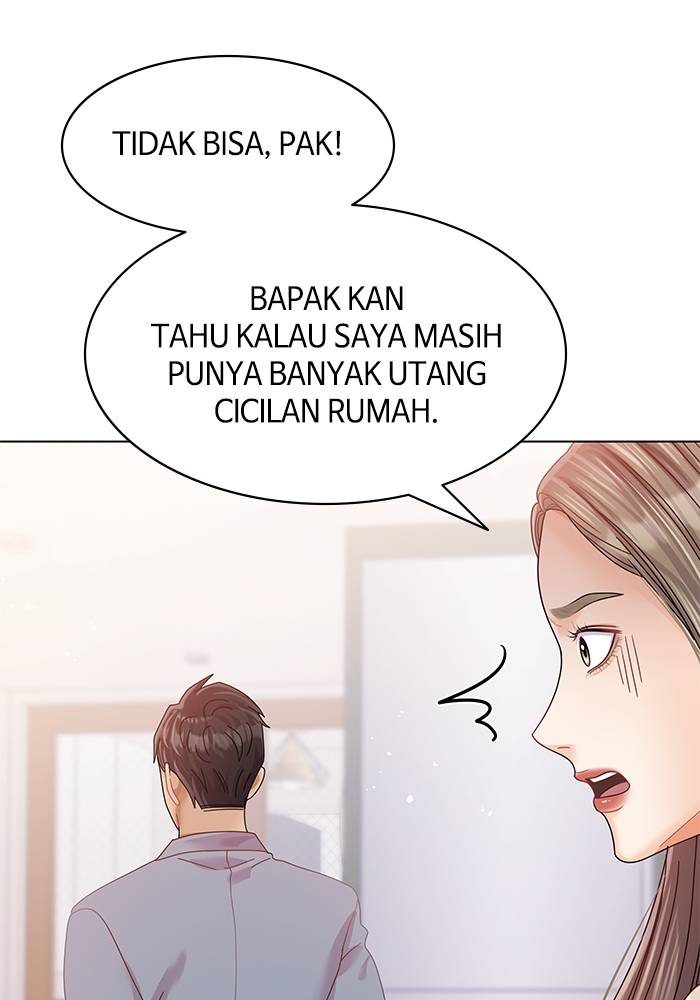 TIDAK BISA, PAK!
BAPAK KAN
TAHU KALAU SAYA MASIH
PUNYA BANYAK UTANG
CICILAN RUMAH.